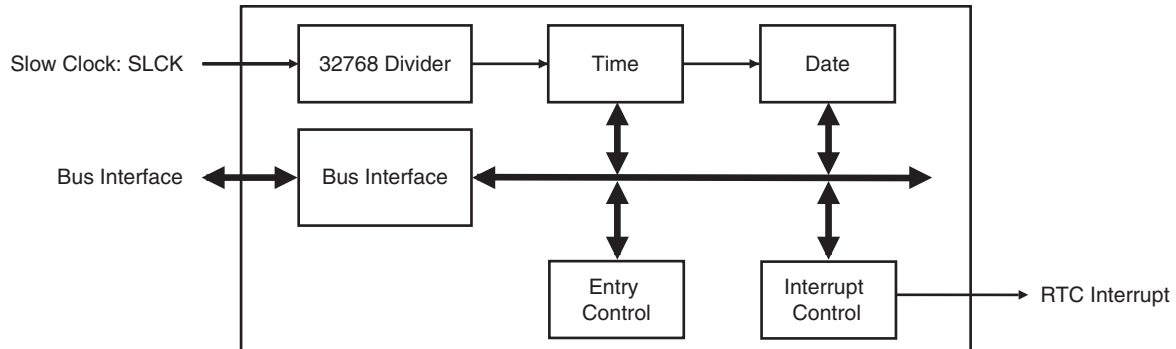 Slow Clock: SLCK
32768 Divider
Time
Date
Bus Interface
Bus Interface
Entry
Control
Interrupt
Control
RTC Interrupt